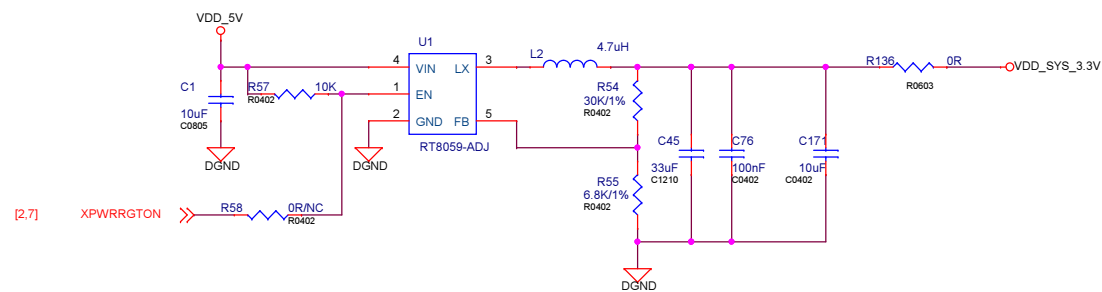 VDD_5V
U1
L2 4.7uH
4 VIN LX 3
R136 0R
VDD_SYS_3.3V
R0603
C1
R57 10K
R0402
1 EN
R54
30K/1%
R0402
10uF
C0805
2 GND FB 5
DGND
DGND
RT8059-ADJ
C45
33uF
C1210
C76
100nF
C0402
C171
10uF
C0402
R55
6.8K/1%
R0402
[2,7] XPWRRGTON
R58 0R/NC
R0402
DGND